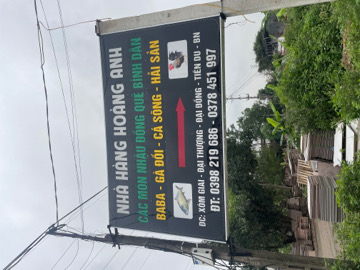 NHÀ HÀNG HOÀNG ANH
CÁC MÓN NHẬU ĐỒNG QUÊ BÌNH DÂN
BABA - GÀ ĐỒI - CÁ SÔNG - HẢI SẢN
ĐC: XÓM GIAI - ĐẠI THƯỢNG - ĐẠI ĐỒNG - TIÊN DU - BN
ĐT: 0398 219 686 - 0378 451 997